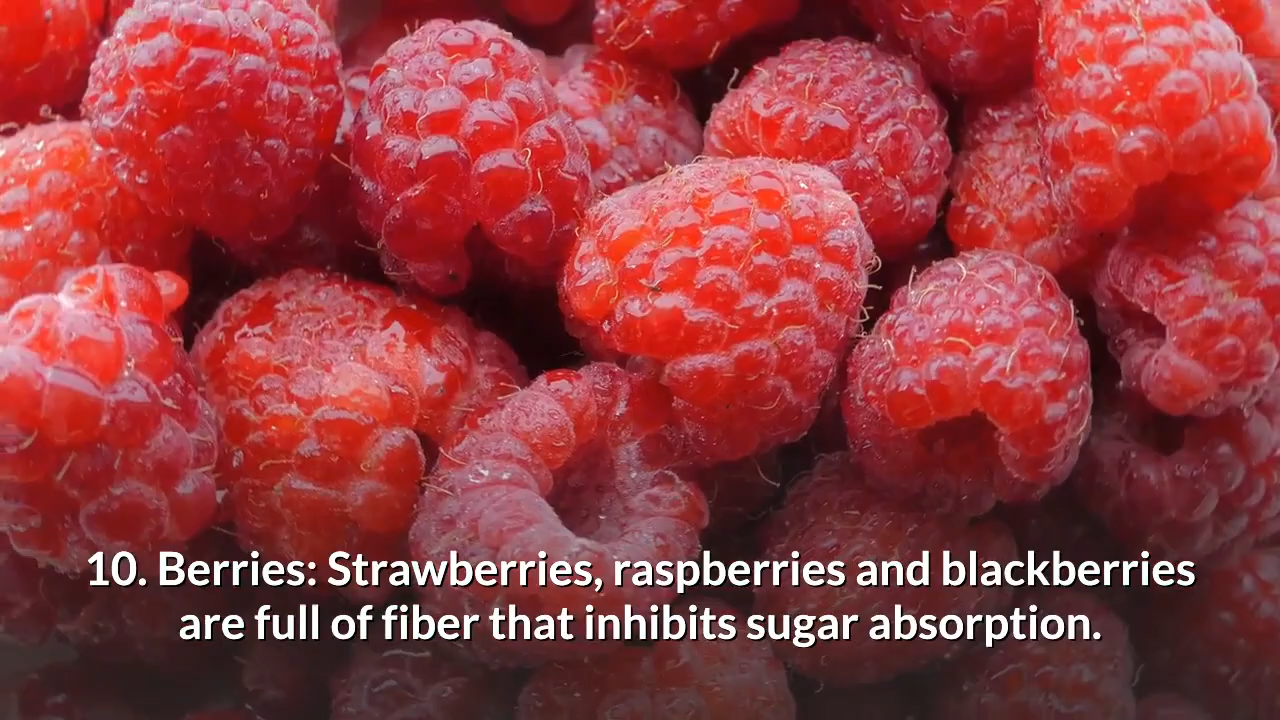 10. Berries: Strawberries, raspberries and blackberries
are full of fiber that inhibits sugar absorption.